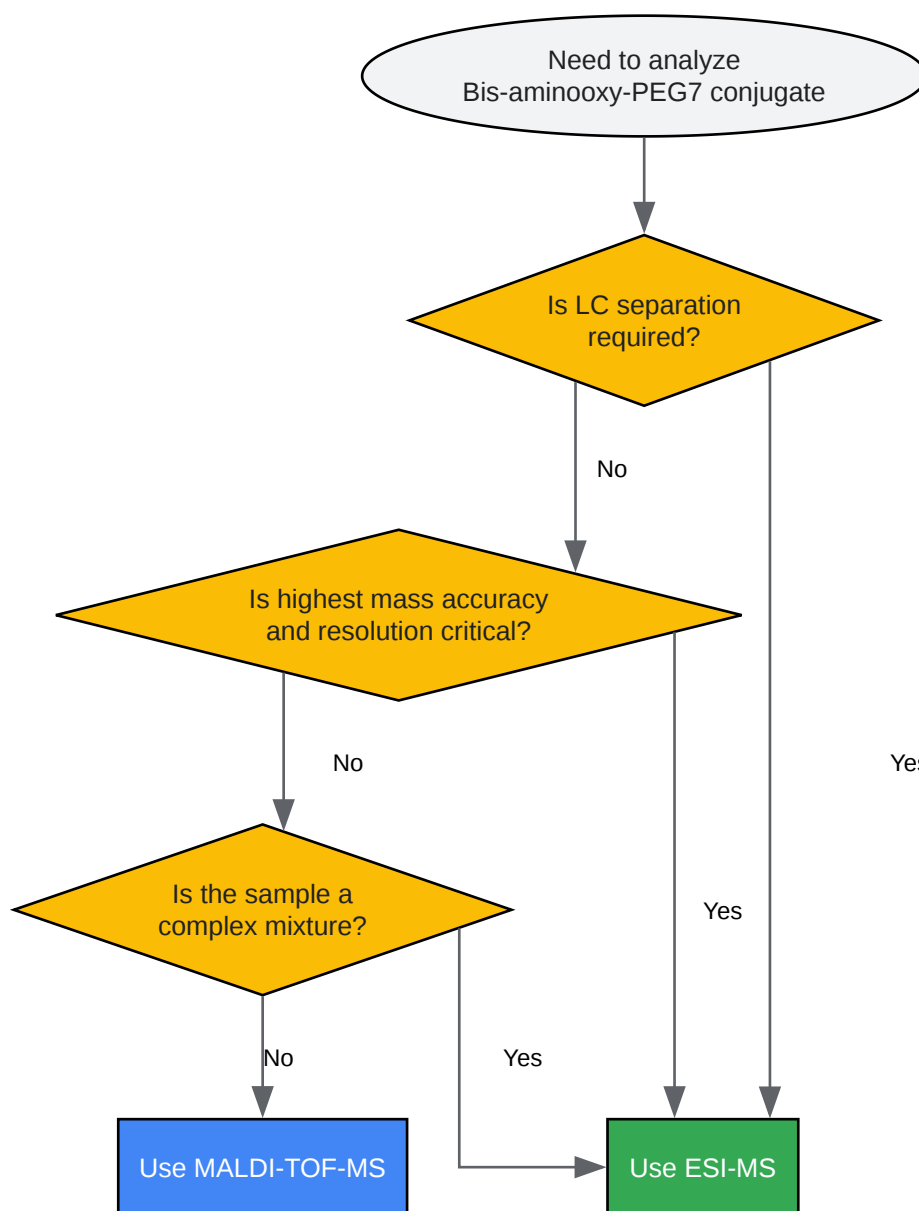 Need to analyze
Bis-aminooxy-PEG7 conjugate
Is LC separation
required?
No
Is highest mass accuracy
and resolution critical?
No
Yes
Is the sample a
complex mixture?
Yes
No
Yes
Use MALDI-TOF-MS
Use ESI-MS